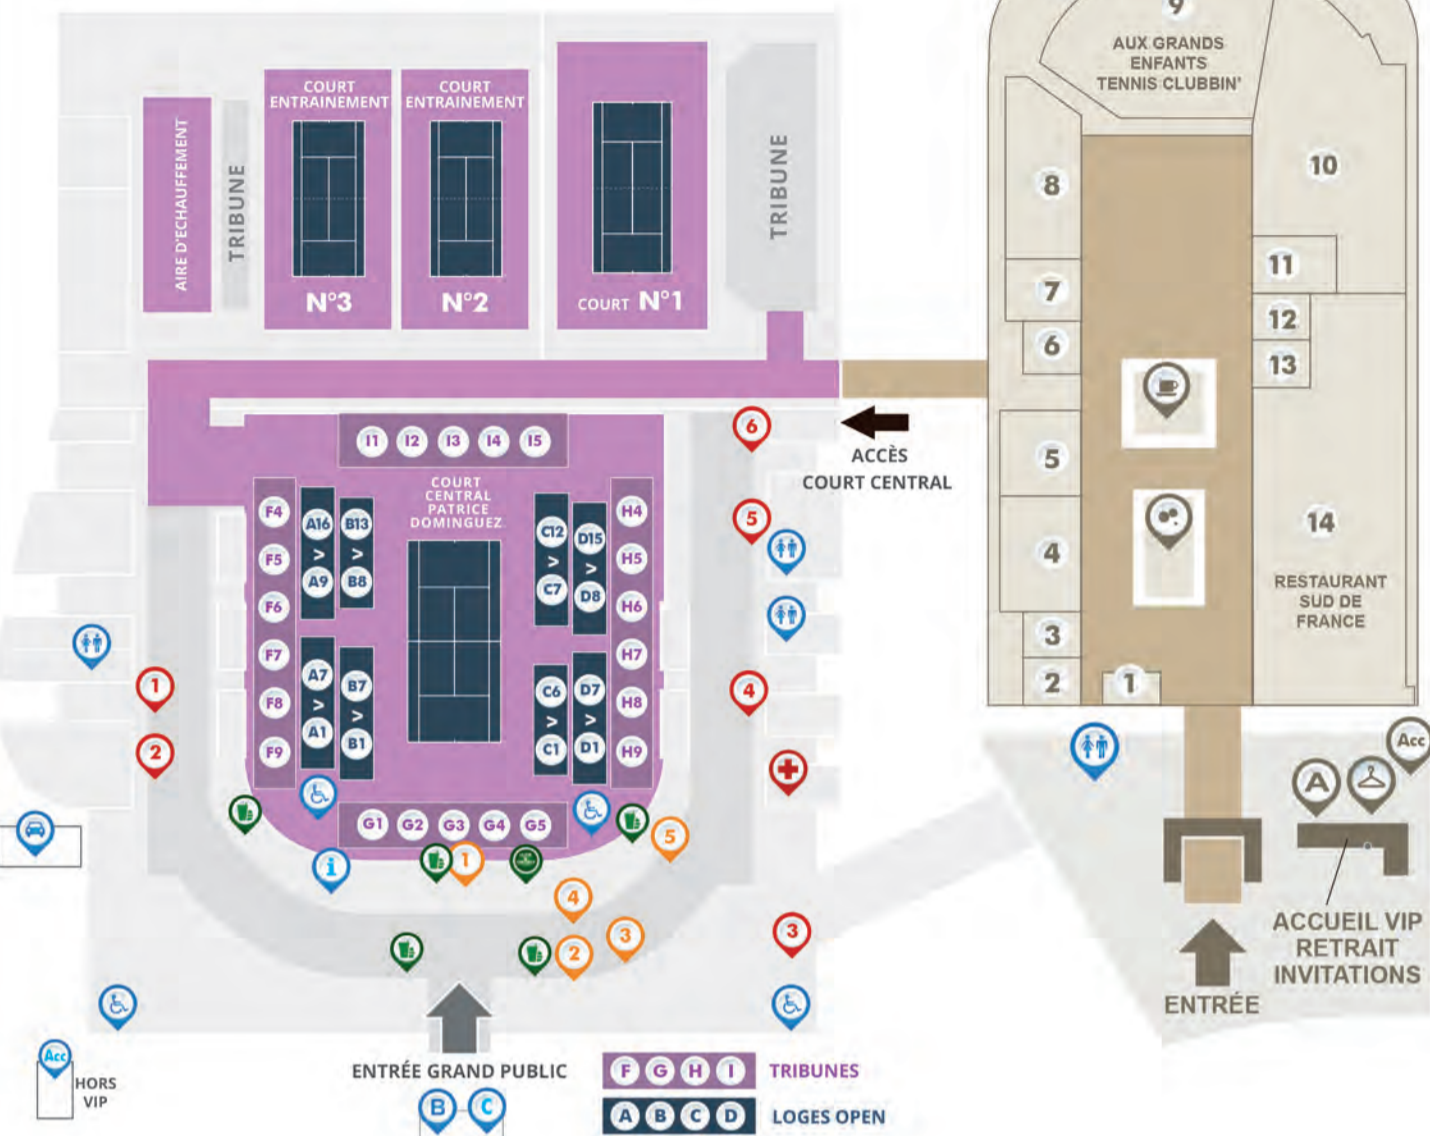 9
AUX GRANDS
ENFANTS
TENNIS CLUBBIN'
COURT
ENTRAINEMENT
COURT
ENTRAINEMENT
AIRE D'ECHAUFFEMENT
TRIBUNE
TRIBUNE
N°3
N°2
COURT N°1
8
10
7
11
6
12
13
5
4
14
RESTAURANT
SUD DE
FRANCE
3
2
1
6
ACCÈS
COURT CENTRAL
I1 I2 I3 I4 I5
COURT
CENTRAL
PATRICE
DOMINGUEZ
F4
F5
F6
F7
F8
F9
A16
>
A9
B13
>
B8
A7
>
A1
B7
>
B1
C12
>
C7
D15
>
D8
C6
>
C1
D7
>
D1
H4
H5
H6
H7
H8
H9
G1 G2 G3 G4 G5
5
4
1
2
i
1
5
4
3
2
3
A
Acc
ACCUEIL VIP
RETRAIT
INVITATIONS
ENTRÉE
Acc
HORS
VIP
ENTRÉE GRAND PUBLIC
B C
F G H I TRIBUNES
A B C D LOGES OPEN